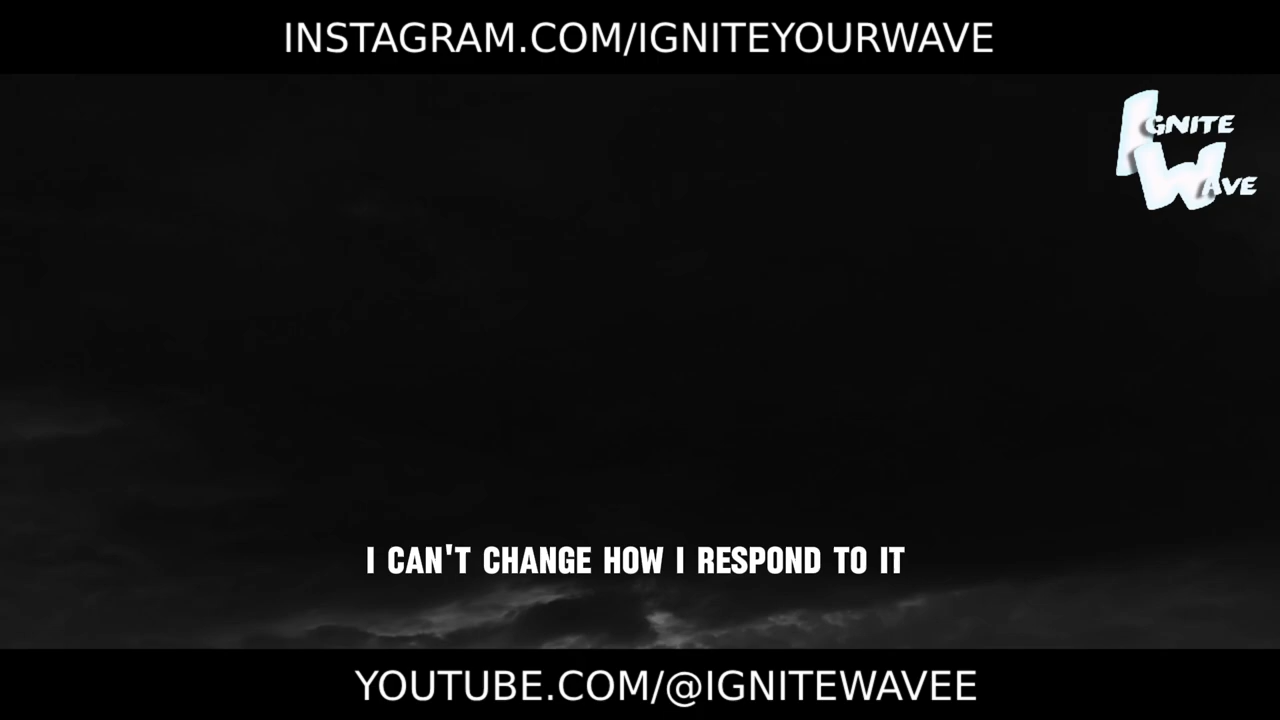 INSTAGRAM.COM/IGNITEYOURWAVE
IGNITE
WAVE
I CAN'T CHANGE HOW I RESPOND TO IT
YOUTUBE.COM/@IGNITEWAVEE